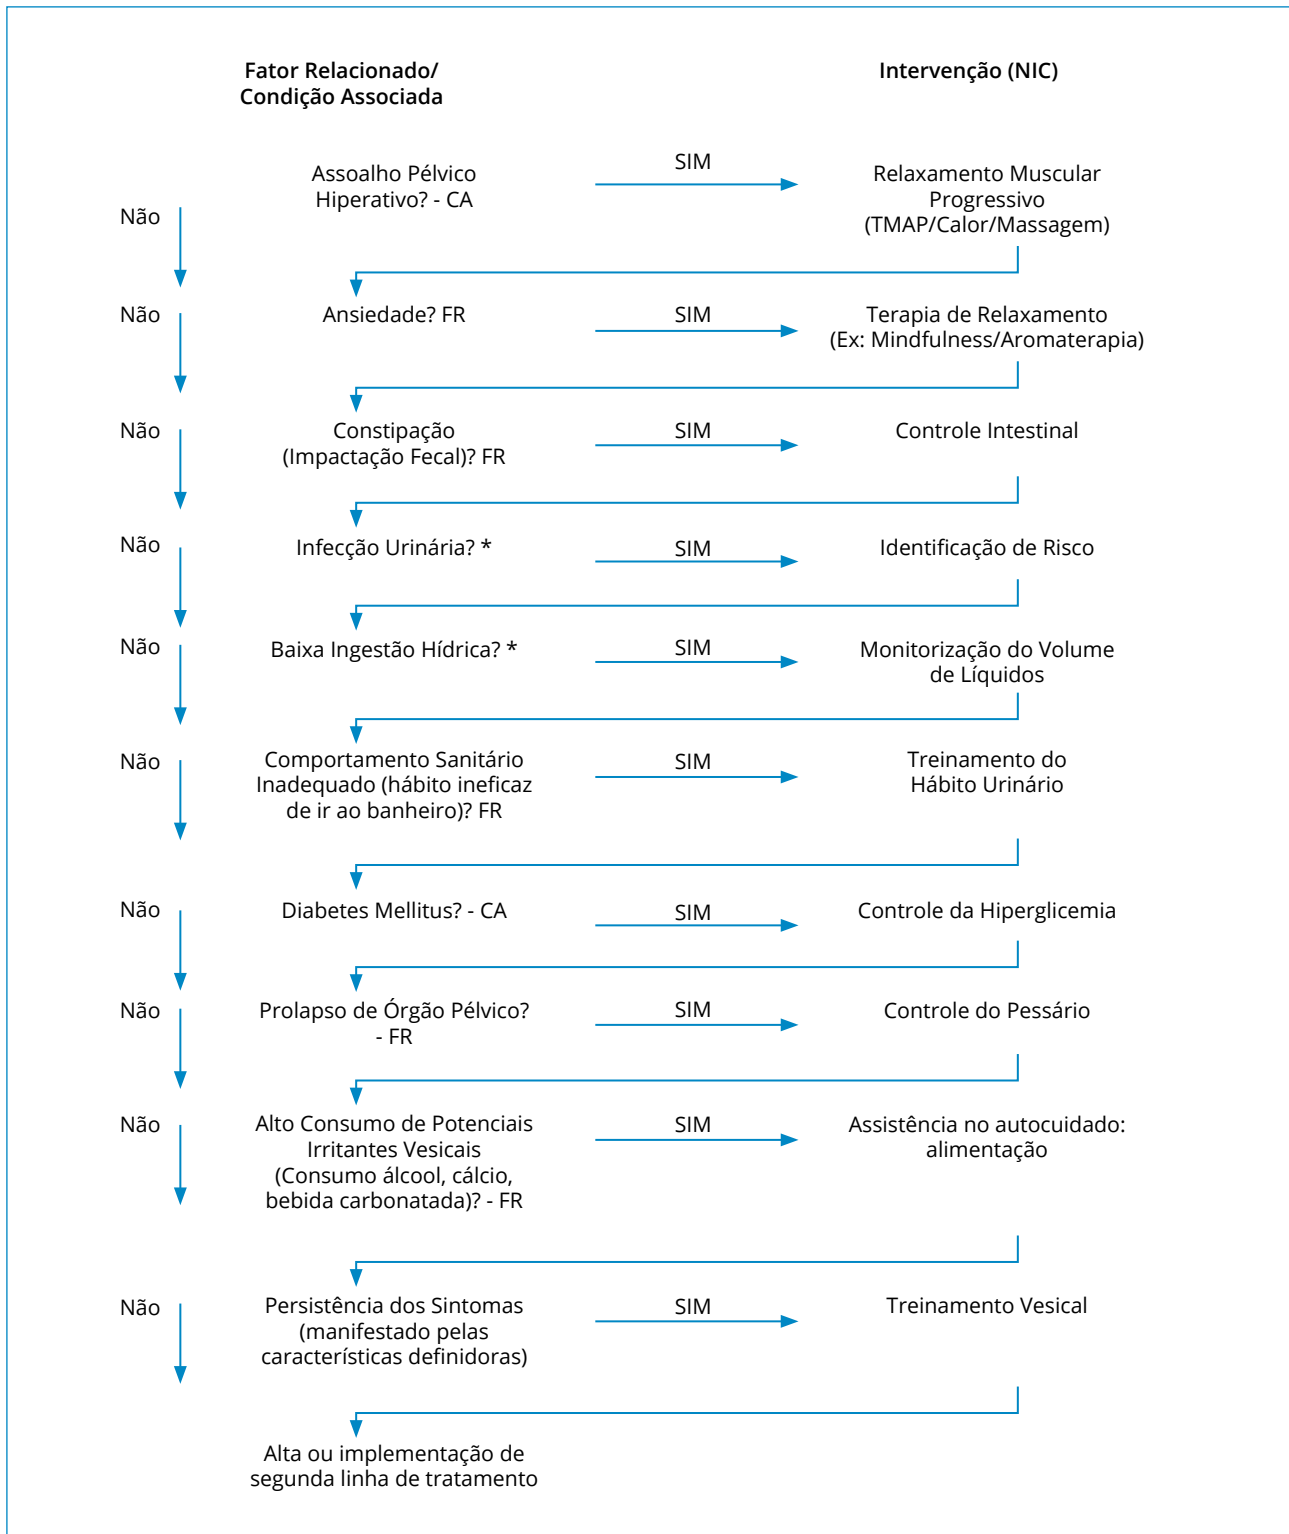 Fator Relacionado/
Condição Associada
Intervenção (NIC)
Assoalho Pélvico
Hiperativo? - CA
SIM
Relaxamento Muscular
Progressivo
(TMAP/Calor/Massagem)
Não
Não
Ansiedade? FR
SIM
Terapia de Relaxamento
(Ex: Mindfulness/Aromaterapia)
Não
Constipação
(Impactação Fecal)? FR
SIM
Controle Intestinal
Não
Infecção Urinária? *
SIM
Identificação de Risco
Não
Baixa Ingestão Hídrica? *
SIM
Monitorização do Volume
de Líquidos
Não
Comportamento Sanitário
Inadequado (hábito ineficaz
de ir ao banheiro)? FR
SIM
Treinamento do
Hábito Urinário
Não
Diabetes Mellitus? - CA
SIM
Controle da Hiperglicemia
Não
Prolapso de Órgão Pélvico?
- FR
SIM
Controle do Pessário
Não
Alto Consumo de Potenciais
Irritantes Vesicais
(Consumo álcool, cálcio,
bebida carbonatada)? - FR
SIM
Assistência no autocuidado:
alimentação
Não
Persistência dos Sintomas
(manifestado pelas
características definidoras)
SIM
Treinamento Vesical
Alta ou implementação de
segunda linha de tratamento